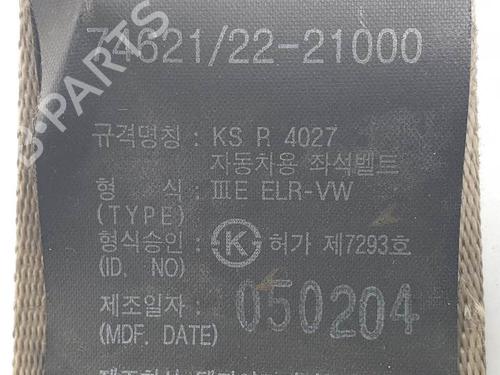 74621/22-21000
규격명칭 : KS R 4027
자동차용 좌석벨트
형 식 : ⅢE ELR-VW
(TYPE)
형식승인 : K 허가 제7293호
(ID. NO)
제조일자 : 050204
(MDF. DATE)
B-PARTS